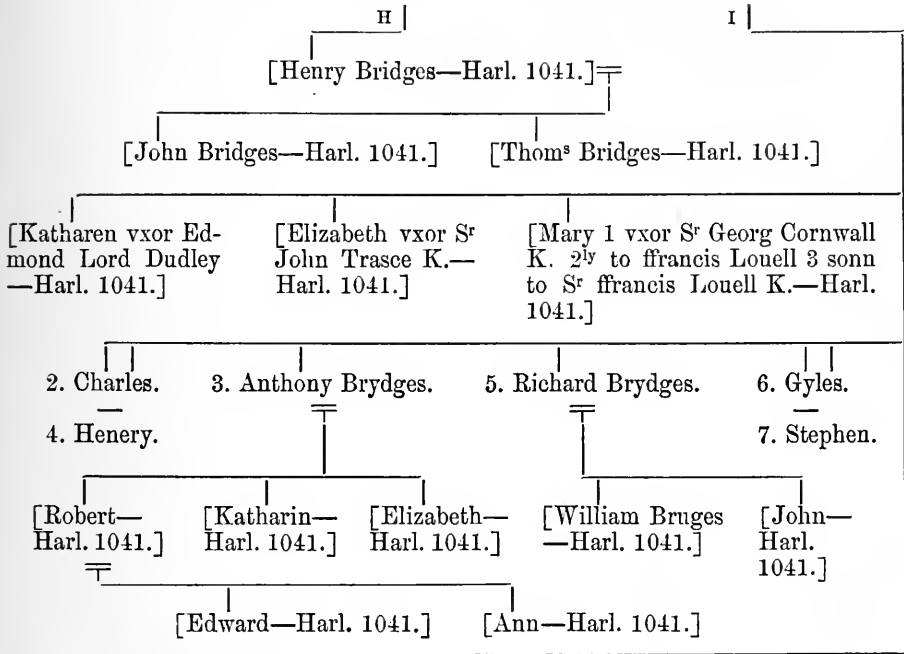 H I
[Henry Bridges—Harl. 1041.]
[John Bridges—Harl. 1041.] [Thomˢ Bridges—Harl. 1041.]
[Katharen vxor Ed-
mond Lord Dudley
—Harl. 1041.]
[Elizabeth vxor Sʳ
John Trasce K.—
Harl. 1041.]
[Mary 1 vxor Sʳ Georg Cornwall
K. 2ˡʸ to ffrancis Louell 3 sonn
to Sʳ ffrancis Louell K.—Harl.
1041.]
2. Charles. 3. Anthony Brydges. 5. Richard Brydges. 6. Gyles.
4. Henery. 7. Stephen.
[Robert—
Harl. 1041.]
[Katharin—
Harl. 1041.]
[Elizabeth—
Harl. 1041.]
[William Bruges
—Harl. 1041.]
[John—
Harl.
1041.]
[Edward—Harl. 1041.] [Ann—Harl. 1041.]